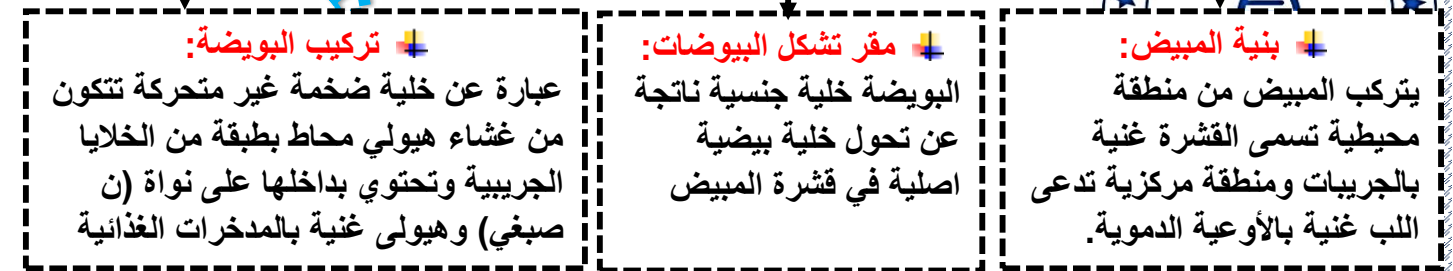 بنية المبيض:
يتركب المبيض من منطقة
محيطية تسمى القشرة غنية
بالجريبات ومنطقة مركزية تدعى
اللب غنية بالأوعية الدموية.
مقر تشكل البيوضات:
البويضة خلية جنسية ناتجة
عن تحول خلية بيضية
اصلية في قشرة المبيض
تركيب البويضة:
عبارة عن خلية ضخمة غير متحركة تتكون
من غشاء هيولي محاط بطبقة من الخلايا
الجريبية وتحتوي بداخلها على نواة (ن
صبغي) وهيولى غنية بالمدخرات الغذائية